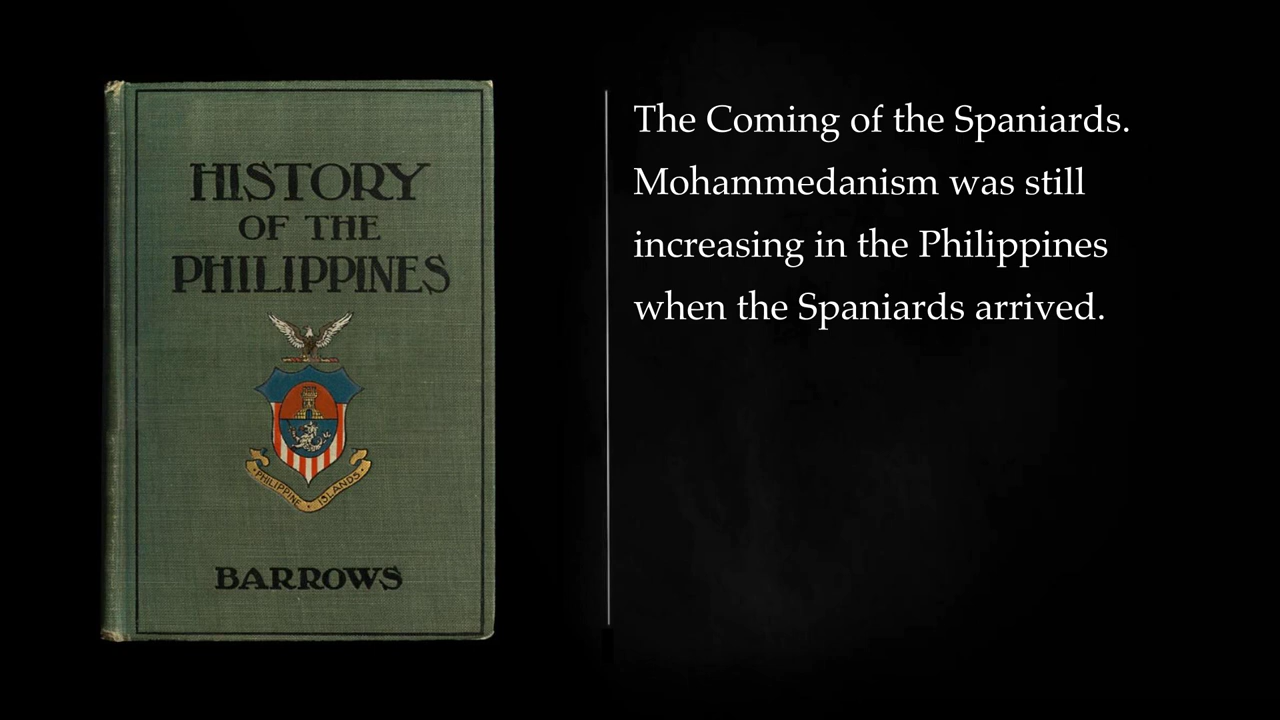 HISTORY
OF THE
PHILIPPINES
PHILIPPINE ISLANDS
BARROWS
The Coming of the Spaniards.
Mohammedanism was still
increasing in the Philippines
when the Spaniards arrived.